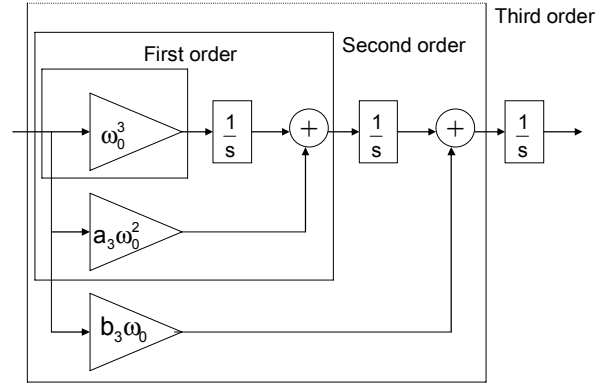 Third order
Second order
First order
ω₀³
1/s
+
1/s
+
1/s
a₃ω₀²
b₃ω₀